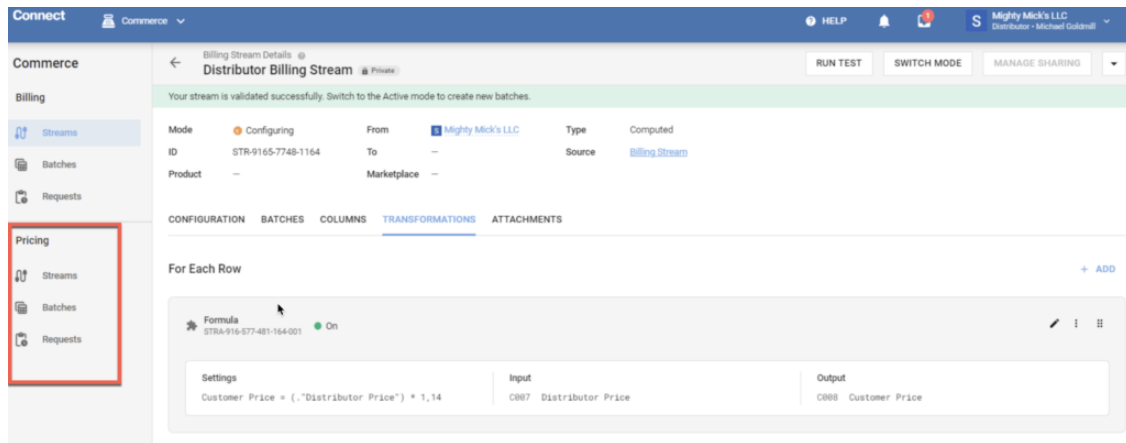 Connect
Commerce
HELP
S
Mighty Mick's LLC
Distributor - Michael Goldmill
Commerce
Billing
Streams
Batches
Requests
Pricing
Streams
Batches
Requests
Billing Stream Details
Distributor Billing Stream Private
RUN TEST
SWITCH MODE
MANAGE SHARING
Your stream is validated successfully. Switch to the Active mode to create new batches.
Mode Configuring From S Mighty Mick's LLC Type Computed
ID STR-9165-7748-1164 To — Source Billing Stream
Product — Marketplace —
CONFIGURATION BATCHES COLUMNS TRANSFORMATIONS ATTACHMENTS
For Each Row
+ ADD
Formula
STRA-916-577-481-164-001
On
Settings Input Output
Customer Price = (."Distributor Price") * 1,14 C007 Distributor Price C008 Customer Price